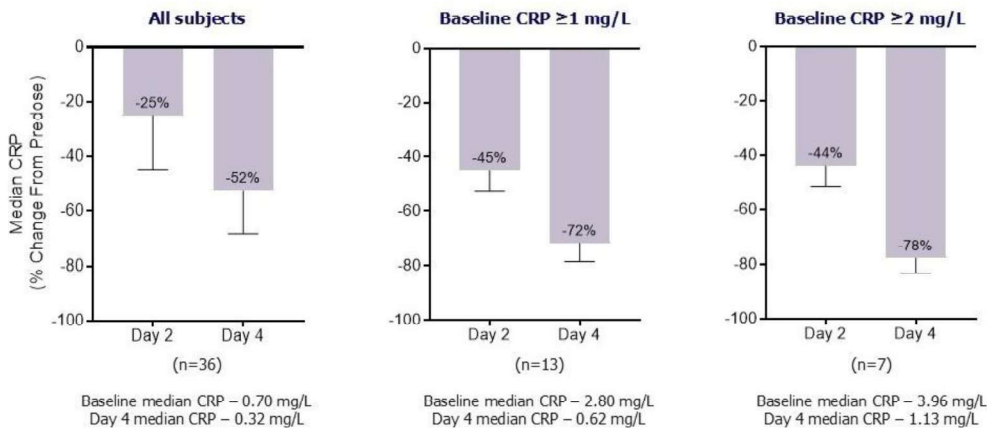 All subjects
Baseline CRP ≥1 mg/L
Baseline CRP ≥2 mg/L
Median CRP
(% Change From Predose)
0
-20
-40
-60
-80
-100
-25%
-52%
Day 2
Day 4
(n=36)
Baseline median CRP – 0.70 mg/L
Day 4 median CRP – 0.32 mg/L
0
-20
-40
-60
-80
-100
-45%
-72%
Day 2
Day 4
(n=13)
Baseline median CRP – 2.80 mg/L
Day 4 median CRP – 0.62 mg/L
0
-20
-40
-60
-80
-100
-44%
-78%
Day 2
Day 4
(n=7)
Baseline median CRP – 3.96 mg/L
Day 4 median CRP – 1.13 mg/L